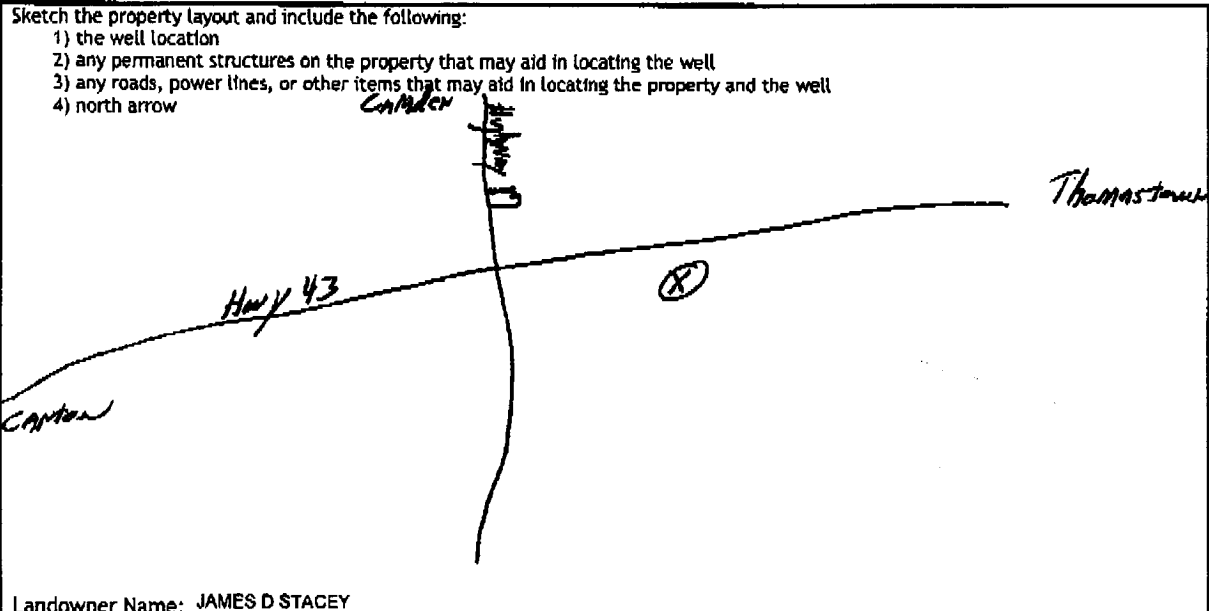 Sketch the property layout and include the following:
1) the well location
2) any permanent structures on the property that may aid in locating the well
3) any roads, power lines, or other items that may aid in locating the property and the well
4) north arrow
Camden
Thomastown
Hwy 43
X
Canton
Landowner Name: JAMES D STACEY